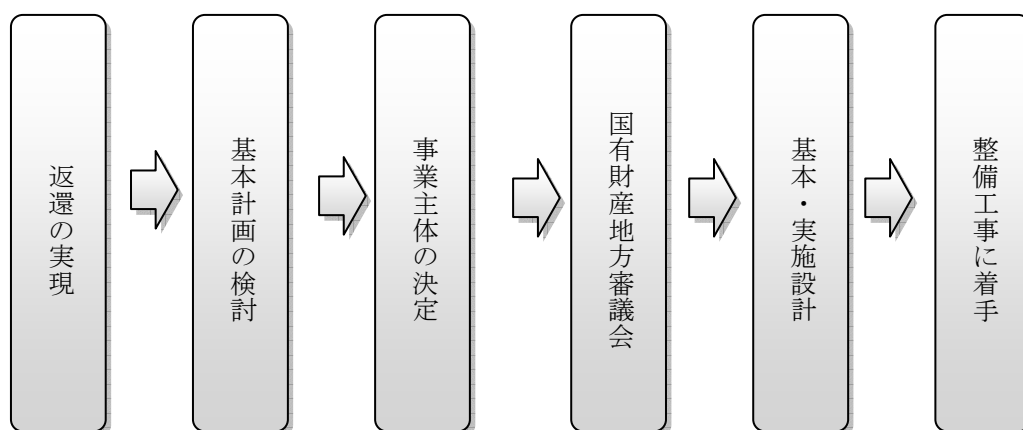 返還の実現
基本計画の検討
事業主体の決定
国有財産地方審議会
基本・実施設計
整備工事に着手